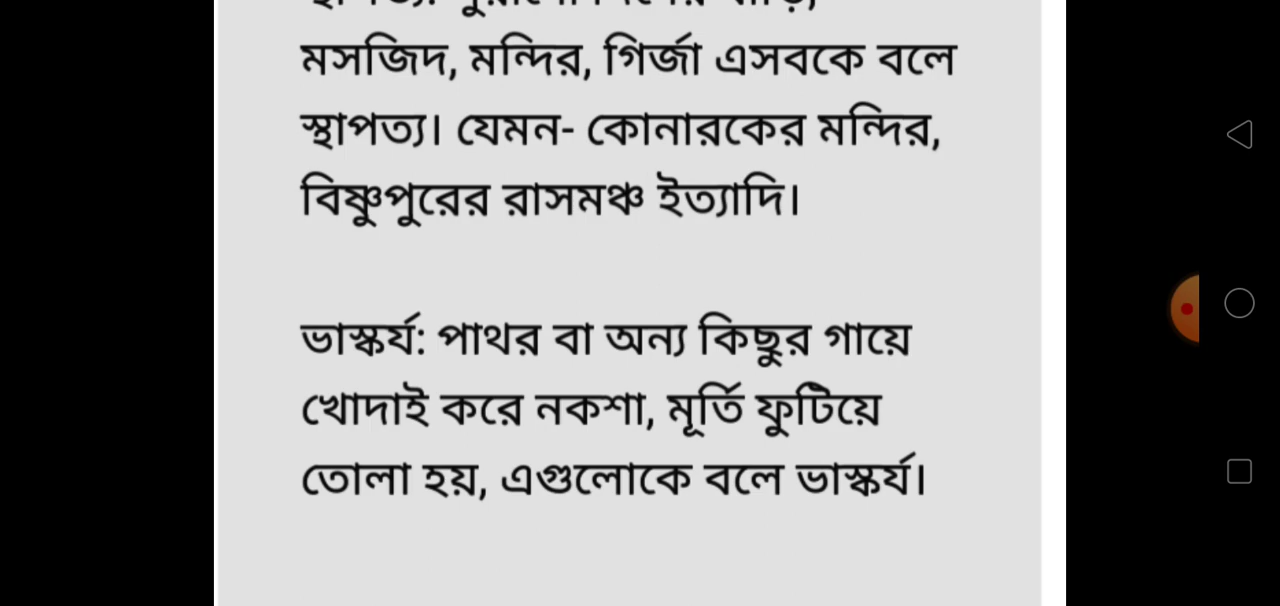 মসজিদ, মন্দির, গির্জা এসবকে বলে
স্থাপত্য। যেমন- কোনারকের মন্দির,
বিষ্ণুপুরের রাসমঞ্চ ইত্যাদি।
ভাস্কর্য: পাথর বা অন্য কিছুর গায়ে
খোদাই করে নকশা, মূর্তি ফুটিয়ে
তোলা হয়, এগুলোকে বলে ভাস্কর্য।